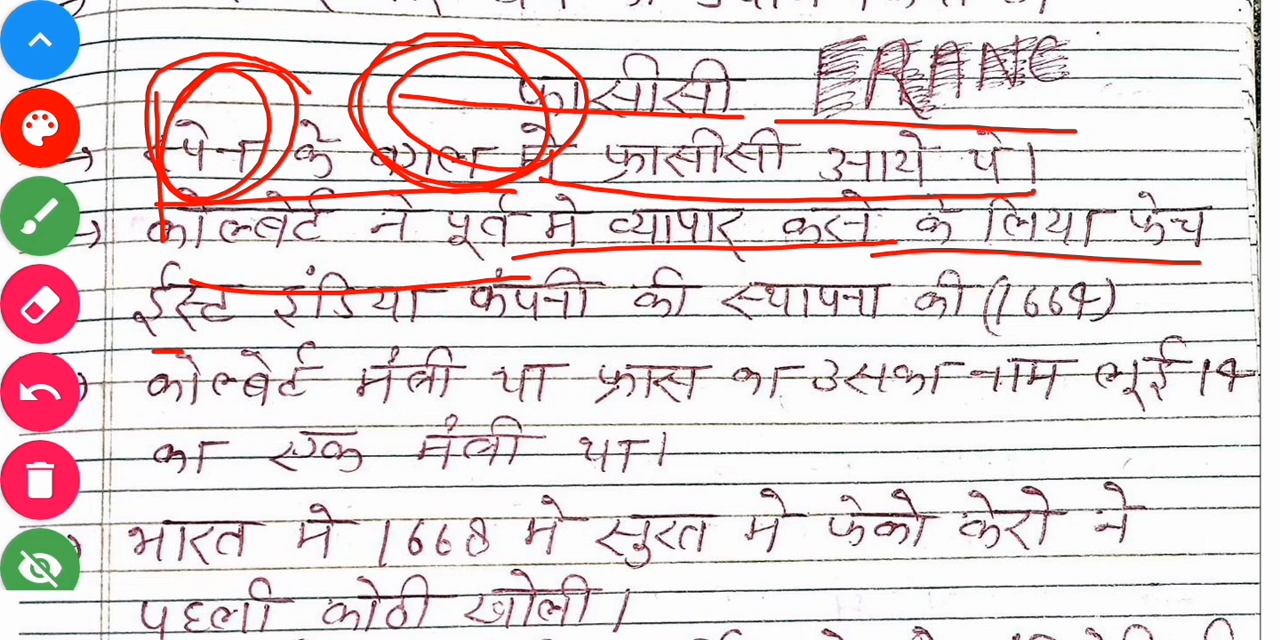 फ्रासीसी FRANC
स्पेन के बगल मे फ्रासीसी आये थे।
कोल्बेर्ट ने पूर्व मे व्यापार करने के लिया फ्रेच
ईस्ट इंडिया कंपनी की स्थापना की (1664)
कोल्बेर्ट मंत्री था फ्रास का उसका नाम लूई 14
का एक मंत्री था।
भारत मे 1668 मे सुरत मे फेको केरो ने
पहली कोठी खोली।